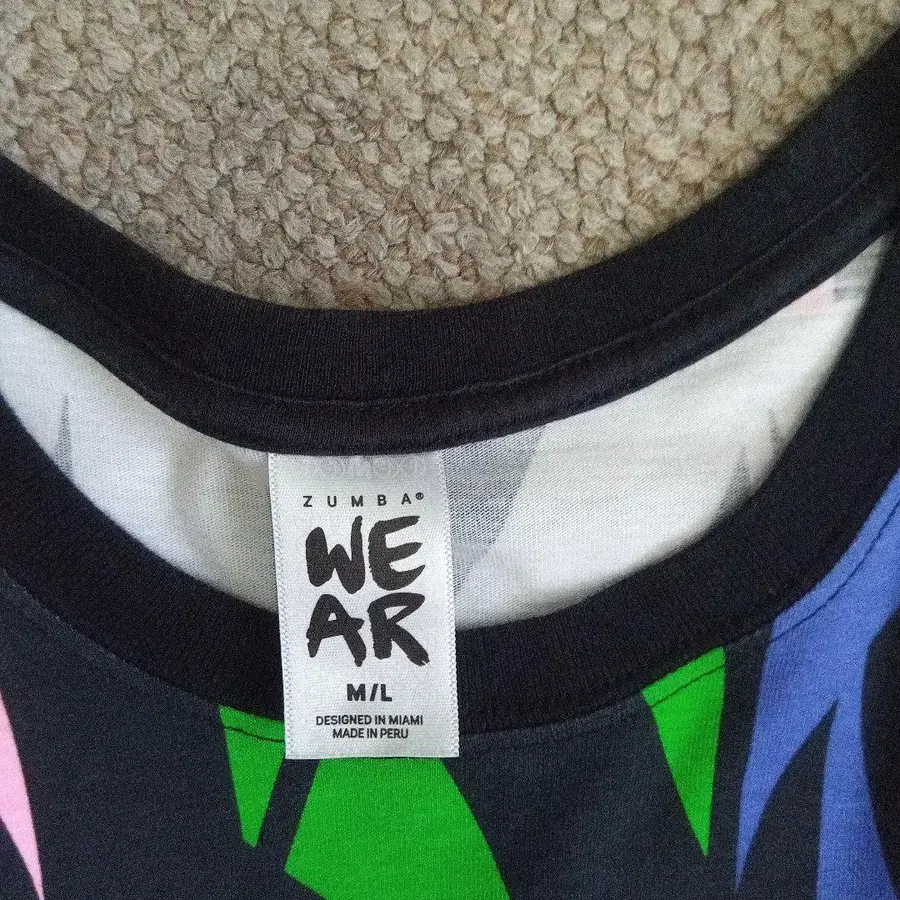 ZUMBA®
WE
AR
M/L
DESIGNED IN MIAMI
MADE IN PERU